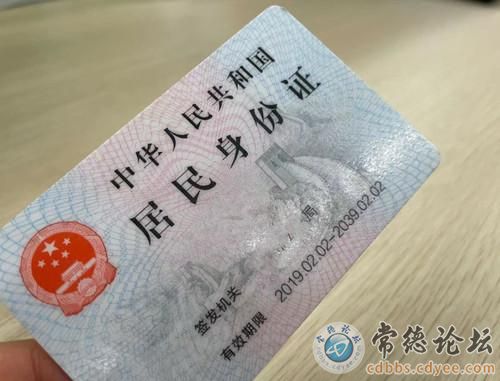 中华人民共和国
居民身份证
签发机关 局
有效期限 2019.02.02-2039.02.02
常德论坛
cdbbs.cdyee.com